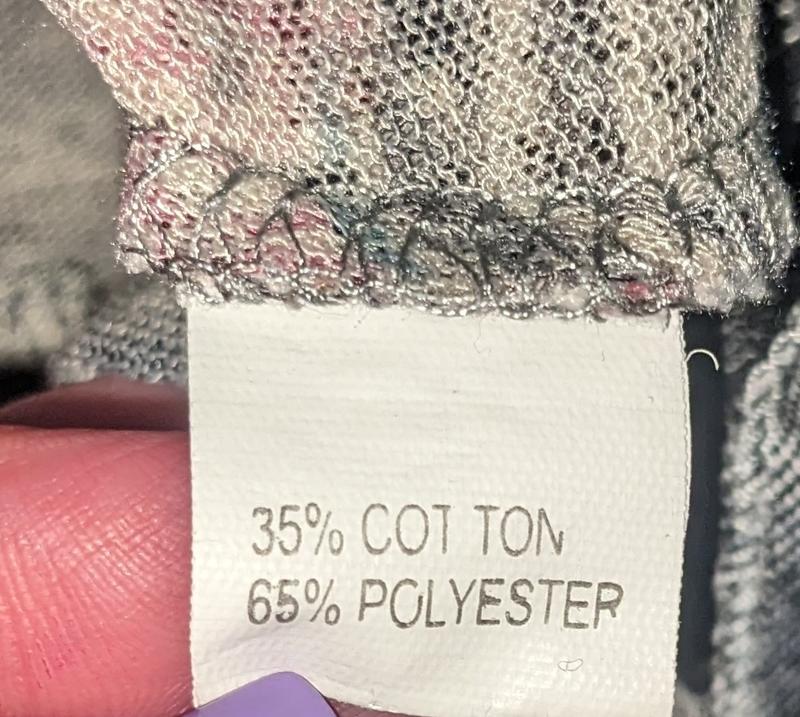 35% COT TON
65% POLYESTER